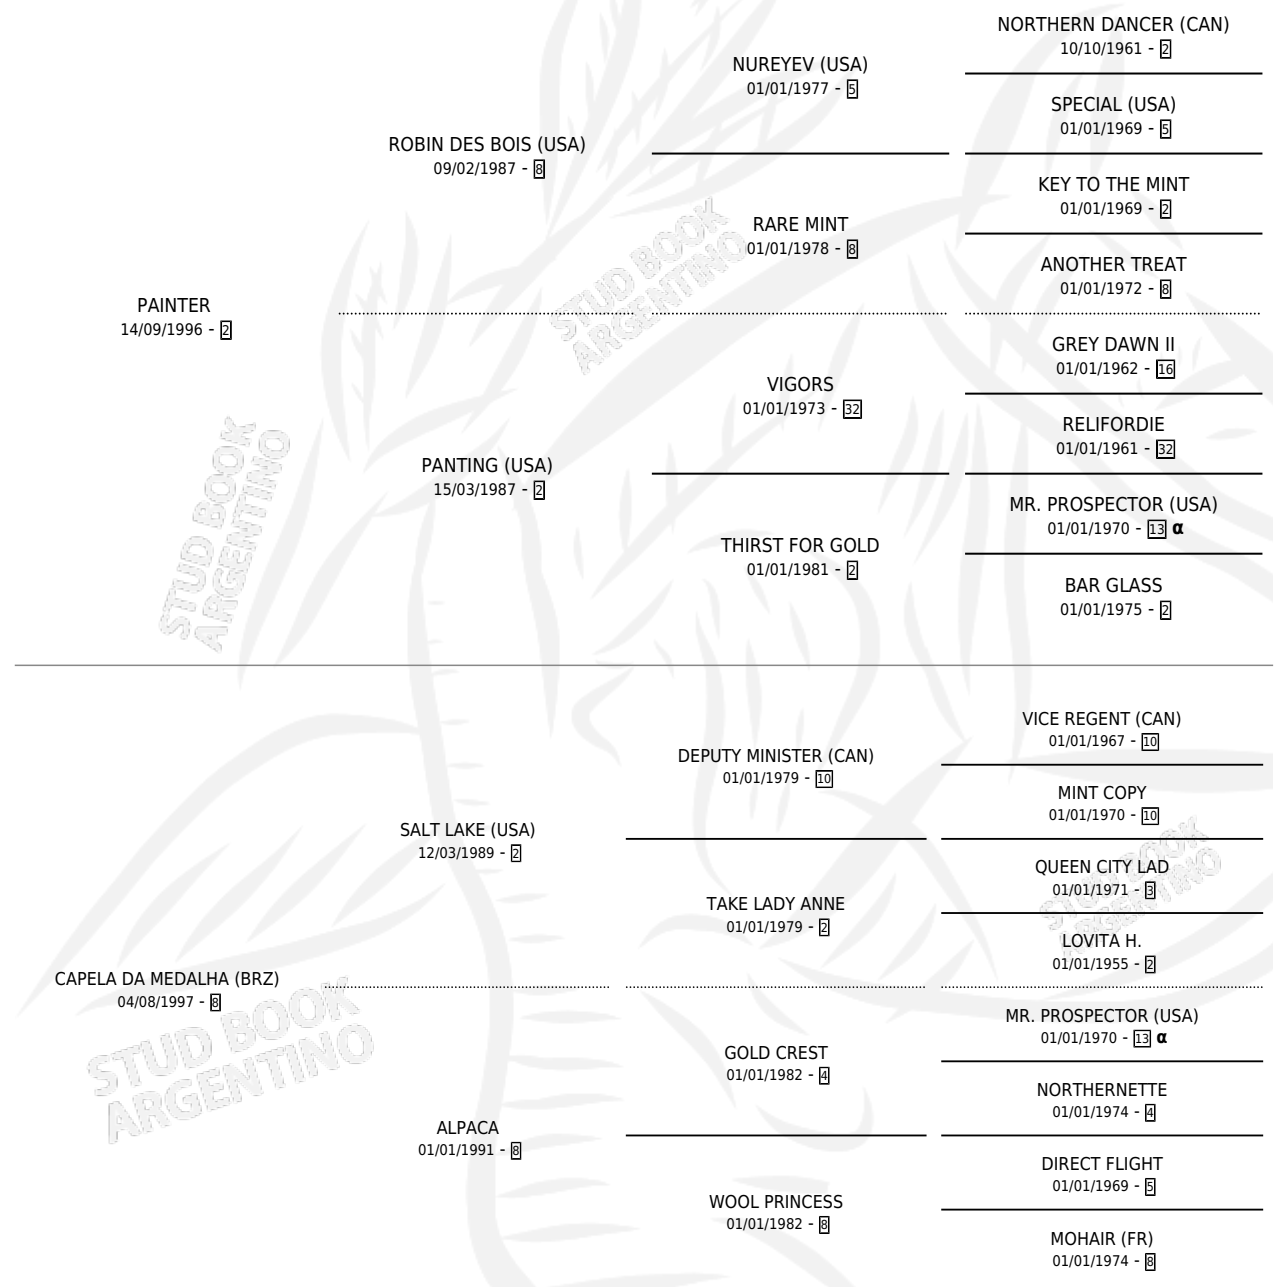 NORTHERN DANCER (CAN)
10/10/1961 - 2
NUREYEV (USA)
01/01/1977 - 5
SPECIAL (USA)
01/01/1969 - 5
ROBIN DES BOIS (USA)
09/02/1987 - 8
KEY TO THE MINT
01/01/1969 - 2
RARE MINT
01/01/1978 - 8
ANOTHER TREAT
01/01/1972 - 8
PAINTER
14/09/1996 - 2
GREY DAWN II
01/01/1962 - 16
VIGORS
01/01/1973 - 32
RELIFORDIE
01/01/1961 - 32
PANTING (USA)
15/03/1987 - 2
MR. PROSPECTOR (USA)
01/01/1970 - 13 α
THIRST FOR GOLD
01/01/1981 - 2
BAR GLASS
01/01/1975 - 2
VICE REGENT (CAN)
01/01/1967 - 10
DEPUTY MINISTER (CAN)
01/01/1979 - 10
MINT COPY
01/01/1970 - 10
SALT LAKE (USA)
12/03/1989 - 2
QUEEN CITY LAD
01/01/1971 - 3
TAKE LADY ANNE
01/01/1979 - 2
LOVITA H.
01/01/1955 - 2
CAPELA DA MEDALHA (BRZ)
04/08/1997 - 8
MR. PROSPECTOR (USA)
01/01/1970 - 13 α
GOLD CREST
01/01/1982 - 4
NORTHERNETTE
01/01/1974 - 4
ALPACA
01/01/1991 - 8
DIRECT FLIGHT
01/01/1969 - 5
WOOL PRINCESS
01/01/1982 - 8
MOHAIR (FR)
01/01/1974 - 8
STUD BOOK
ARGENTINO
STUD BOOK
ARGENTINO
STUD BOOK
ARGENTINO
STUD BOOK
ARGENTINO